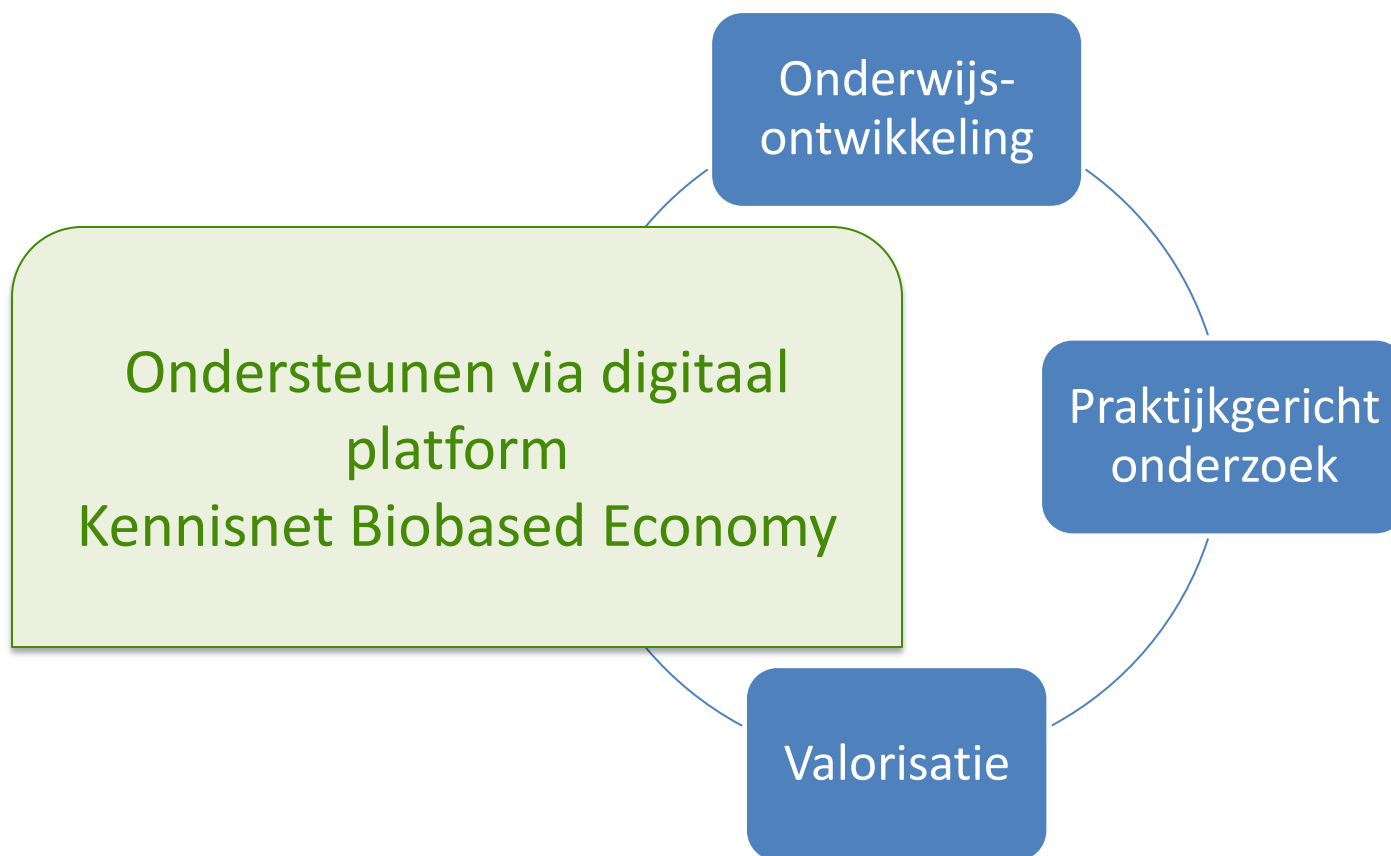 Onderwijs-
ontwikkeling
Ondersteunen via digitaal
platform
Kennisnet Biobased Economy
Praktijkgericht
onderzoek
Valorisatie